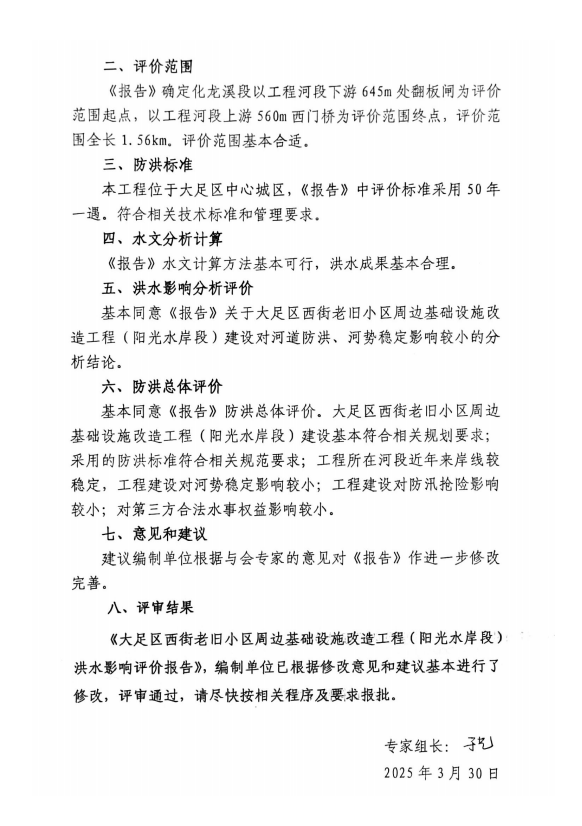 二、评价范围
《报告》确定化龙溪段以工程河段下游 645m 处翻板闸为评价
范围起点，以工程河段上游 560m 西门桥为评价范围终点，评价范
围全长 1.56km。评价范围基本合适。
三、防洪标准
本工程位于大足区中心城区，《报告》中评价标准采用 50 年
一遇。符合相关技术标准和管理要求。
四、水文分析计算
《报告》水文计算方法基本可行，洪水成果基本合理。
五、洪水影响分析评价
基本同意《报告》关于大足区西街老旧小区周边基础设施改
造工程（阳光水岸段）建设对河道防洪、河势稳定影响较小的分
析结论。
六、防洪总体评价
基本同意《报告》防洪总体评价。大足区西街老旧小区周边
基础设施改造工程（阳光水岸段）建设基本符合相关规划要求；
采用的防洪标准符合相关规范要求；工程所在河段近年来岸线较
稳定，工程建设对河势稳定影响较小；工程建设对防汛抢险影响
较小；对第三方合法水事权益影响较小。
七、意见和建议
建议编制单位根据与会专家的意见对《报告》作进一步修改
完善。
八、评审结果
《大足区西街老旧小区周边基础设施改造工程（阳光水岸段）
洪水影响评价报告》，编制单位已根据修改意见和建议基本进行了
修改，评审通过，请尽快按相关程序及要求报批。
专家组长：
2025 年 3 月 30 日